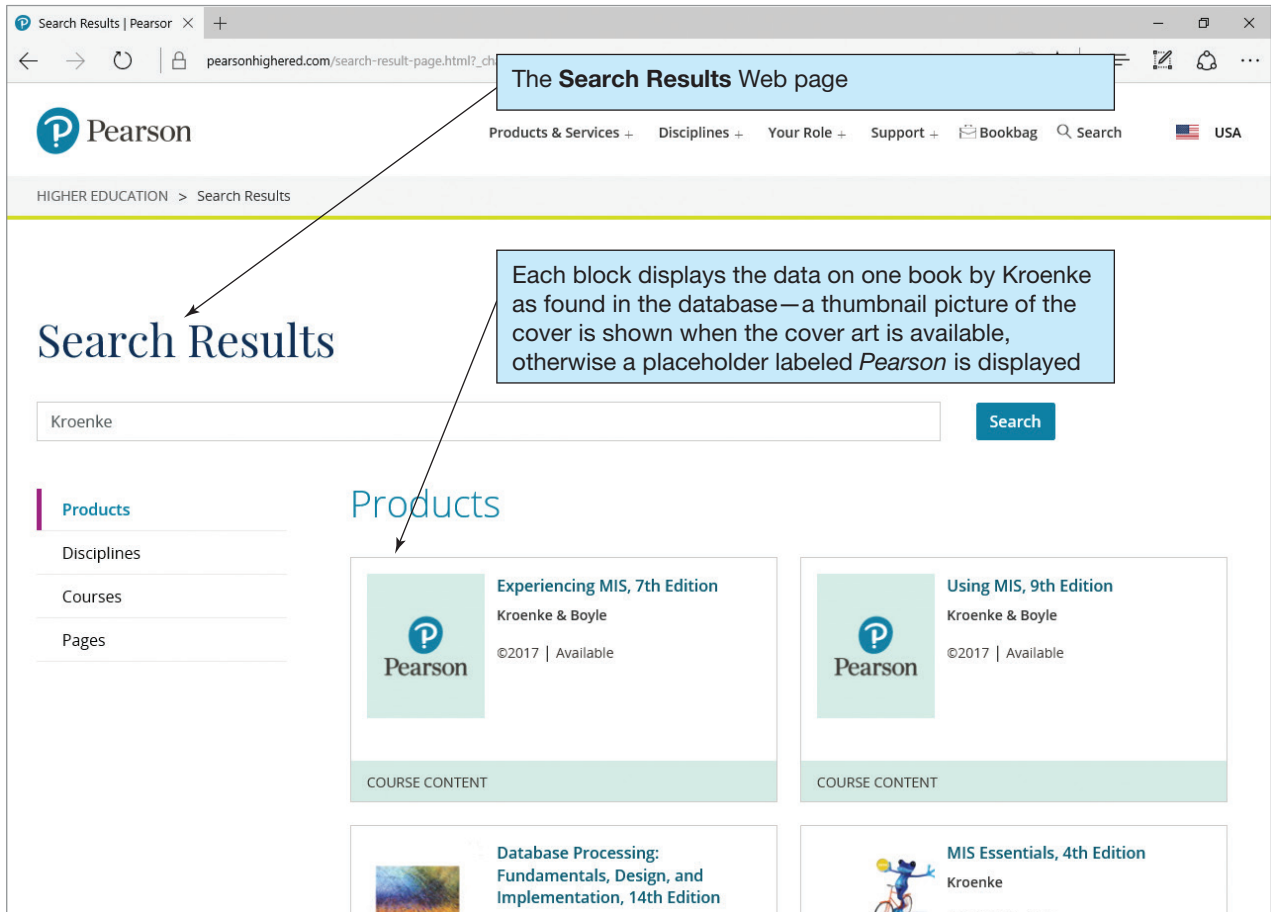 Search Results | Pearson
pearsonhighered.com/search-result-page.html?_cha
The Search Results Web page
Pearson
Products & Services +
Disciplines +
Your Role +
Support +
Bookbag
Search
USA
HIGHER EDUCATION > Search Results
Each block displays the data on one book by Kroenke
as found in the database—a thumbnail picture of the
cover is shown when the cover art is available,
otherwise a placeholder labeled Pearson is displayed
Search Results
Kroenke
Search
Products
Disciplines
Courses
Pages
Products
Pearson
Experiencing MIS, 7th Edition
Kroenke & Boyle
©2017 | Available
COURSE CONTENT
Pearson
Using MIS, 9th Edition
Kroenke & Boyle
©2017 | Available
COURSE CONTENT
Database Processing:
Fundamentals, Design, and
Implementation, 14th Edition
MIS Essentials, 4th Edition
Kroenke